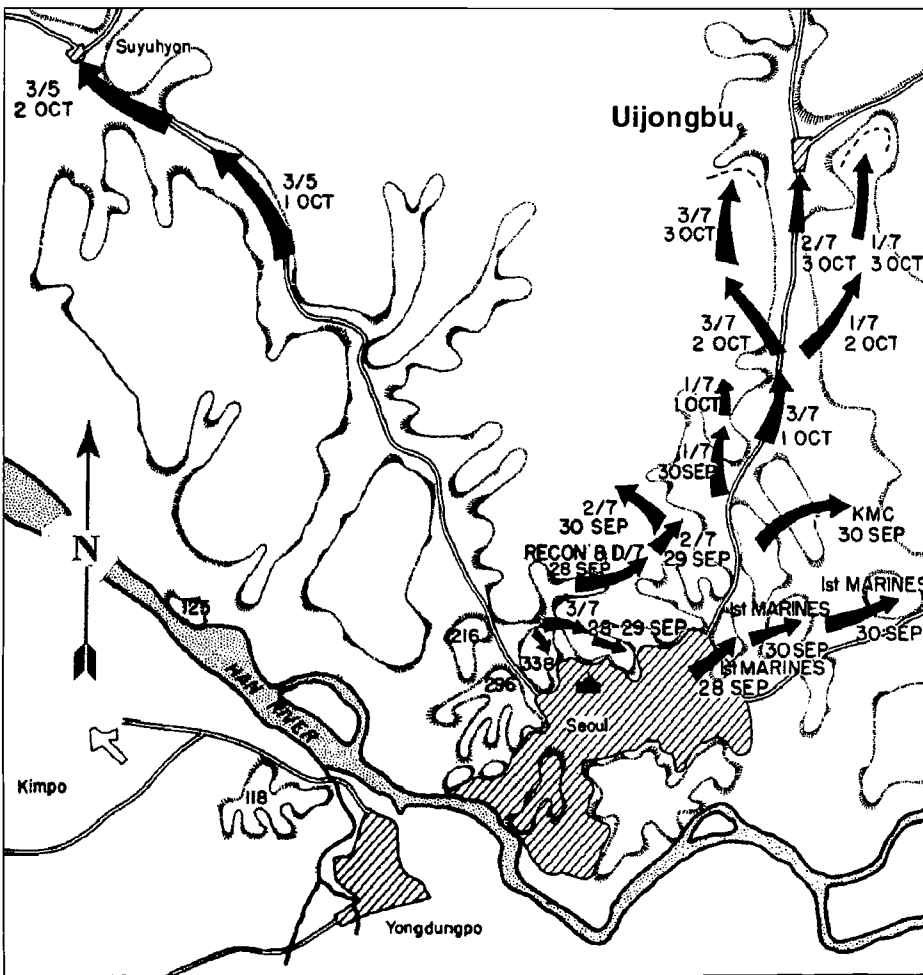 Suyuhyon
3/5
2 OCT
3/5
1 OCT
Uijongbu
3/7
3 OCT
2/7
3 OCT
1/7
3 OCT
3/7
2 OCT
1/7
2 OCT
1/7
1 OCT
3/7
1 OCT
1/7
30 SEP
2/7
30 SEP
KMC
30 SEP
RECON & D/7
28 SEP
2/7
29 SEP
N
125
3/7
28-29 SEP
1st MARINES
30 SEP
1st MARINES
30 SEP
1st MARINES
28 SEP
216
338
296
HAN RIVER
Seoul
Kimpo
118
Yongdungpo